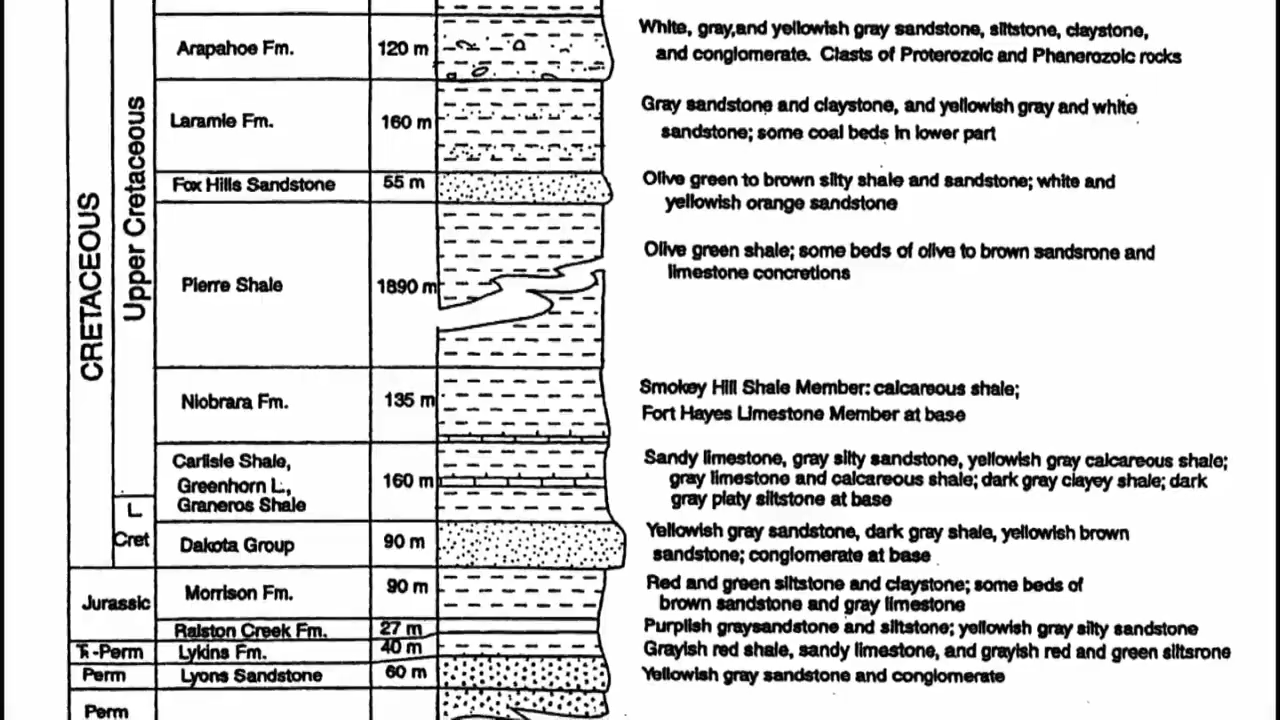 White, gray,and yellowish gray sandstone, siltstone, claystone,
Arapahoe Fm. 120 m
and conglomerate. Clasts of Proterozoic and Phanerozoic rocks
Gray sandstone and claystone, and yellowish gray and white
Laramie Fm. 160 m
sandstone; some coal beds in lower part
Fox Hills Sandstone 55 m
Olive green to brown silty shale and sandstone; white and
yellowish orange sandstone
CRETACEOUS
Upper Cretaceous
Olive green shale; some beds of olive to brown sandsrone and
limestone concretions
Pierre Shale 1890 m
Smokey Hill Shale Member: calcareous shale;
Niobrara Fm. 135 m
Fort Hayes Limestone Member at base
Carlisle Shale,
Greenhorn L.,
Graneros Shale
160 m
Sandy limestone, gray silty sandstone, yellowish gray calcareous shale;
gray limestone and calcareous shale; dark gray clayey shale; dark
gray platy siltstone at base
L
Cret
Dakota Group 90 m
Yellowish gray sandstone, dark gray shale, yellowish brown
sandstone; conglomerate at base
Jurassic
Morrison Fm. 90 m
Red and green siltstone and claystone; some beds of
brown sandstone and gray limestone
Ralston Creek Fm. 27 m
Purplish graysandstone and siltstone; yellowish gray silty sandstone
Ti-Perm Lykins Fm. 40 m
Grayish red shale, sandy limestone, and grayish red and green siltsrone
Perm Lyons Sandstone 60 m
Yellowish gray sandstone and conglomerate
Perm